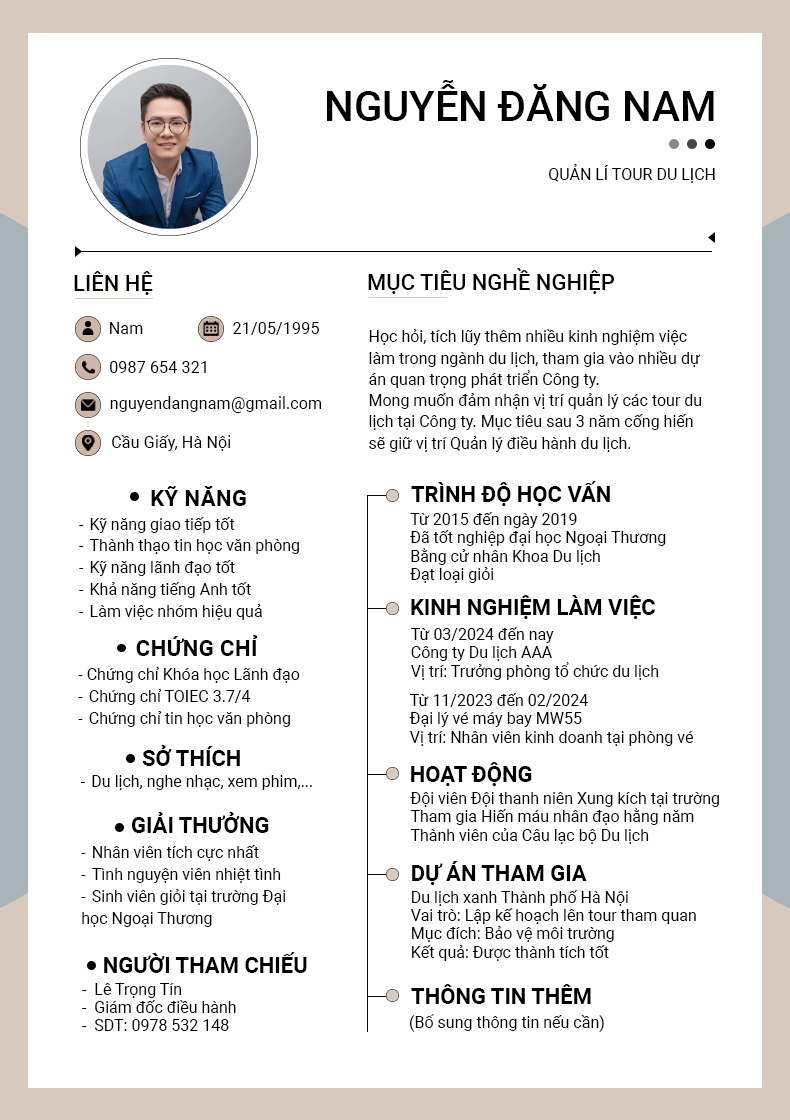 NGUYỄN ĐĂNG NAM
QUẢN LÍ TOUR DU LỊCH
LIÊN HỆ
Nam
21/05/1995
0987 654 321
nguyendangnam@gmail.com
Cầu Giấy, Hà Nội
KỸ NĂNG
- Kỹ năng giao tiếp tốt
- Thành thạo tin học văn phòng
- Kỹ năng lãnh đạo tốt
- Khả năng tiếng Anh tốt
- Làm việc nhóm hiệu quả
CHỨNG CHỈ
- Chứng chỉ Khóa học Lãnh đạo
- Chứng chỉ TOIEC 3.7/4
- Chứng chỉ tin học văn phòng
SỞ THÍCH
- Du lịch, nghe nhạc, xem phim,...
GIẢI THƯỞNG
- Nhân viên tích cực nhất
- Tình nguyện viên nhiệt tình
- Sinh viên giỏi tại trường Đại
học Ngoại Thương
NGƯỜI THAM CHIẾU
- Lê Trọng Tín
- Giám đốc điều hành
- SDT: 0978 532 148
MỤC TIÊU NGHỀ NGHIỆP
Học hỏi, tích lũy thêm nhiều kinh nghiệm việc
làm trong ngành du lịch, tham gia vào nhiều dự
án quan trọng phát triển Công ty.
Mong muốn đảm nhận vị trí quản lý các tour du
lịch tại Công ty. Mục tiêu sau 3 năm cống hiến
sẽ giữ vị trí Quản lý điều hành du lịch.
TRÌNH ĐỘ HỌC VẤN
Từ 2015 đến ngày 2019
Đã tốt nghiệp đại học Ngoại Thương
Bằng cử nhân Khoa Du lịch
Đạt loại giỏi
KINH NGHIỆM LÀM VIỆC
Từ 03/2024 đến nay
Công ty Du lịch AAA
Vị trí: Trưởng phòng tổ chức du lịch
Từ 11/2023 đến 02/2024
Đại lý vé máy bay MW55
Vị trí: Nhân viên kinh doanh tại phòng vé
HOẠT ĐỘNG
Đội viên Đội thanh niên Xung kích tại trường
Tham gia Hiến máu nhân đạo hằng năm
Thành viên của Câu lạc bộ Du lịch
DỰ ÁN THAM GIA
Du lịch xanh Thành phố Hà Nội
Vai trò: Lập kế hoạch lên tour tham quan
Mục đích: Bảo vệ môi trường
Kết quả: Được thành tích tốt
THÔNG TIN THÊM
(Bố sung thông tin nếu cần)